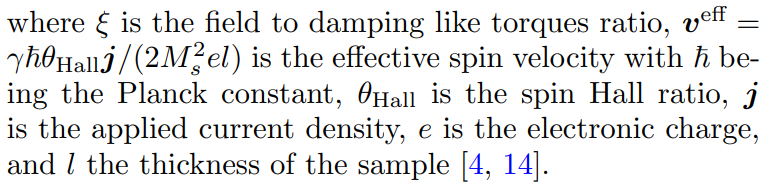 where ξ is the field to damping like torques ratio, v^eff =
γħθ_Hall j/(2M_s^2 el) is the effective spin velocity with ħ be-
ing the Planck constant, θ_Hall is the spin Hall ratio, j
is the applied current density, e is the electronic charge,
and l the thickness of the sample [4, 14].